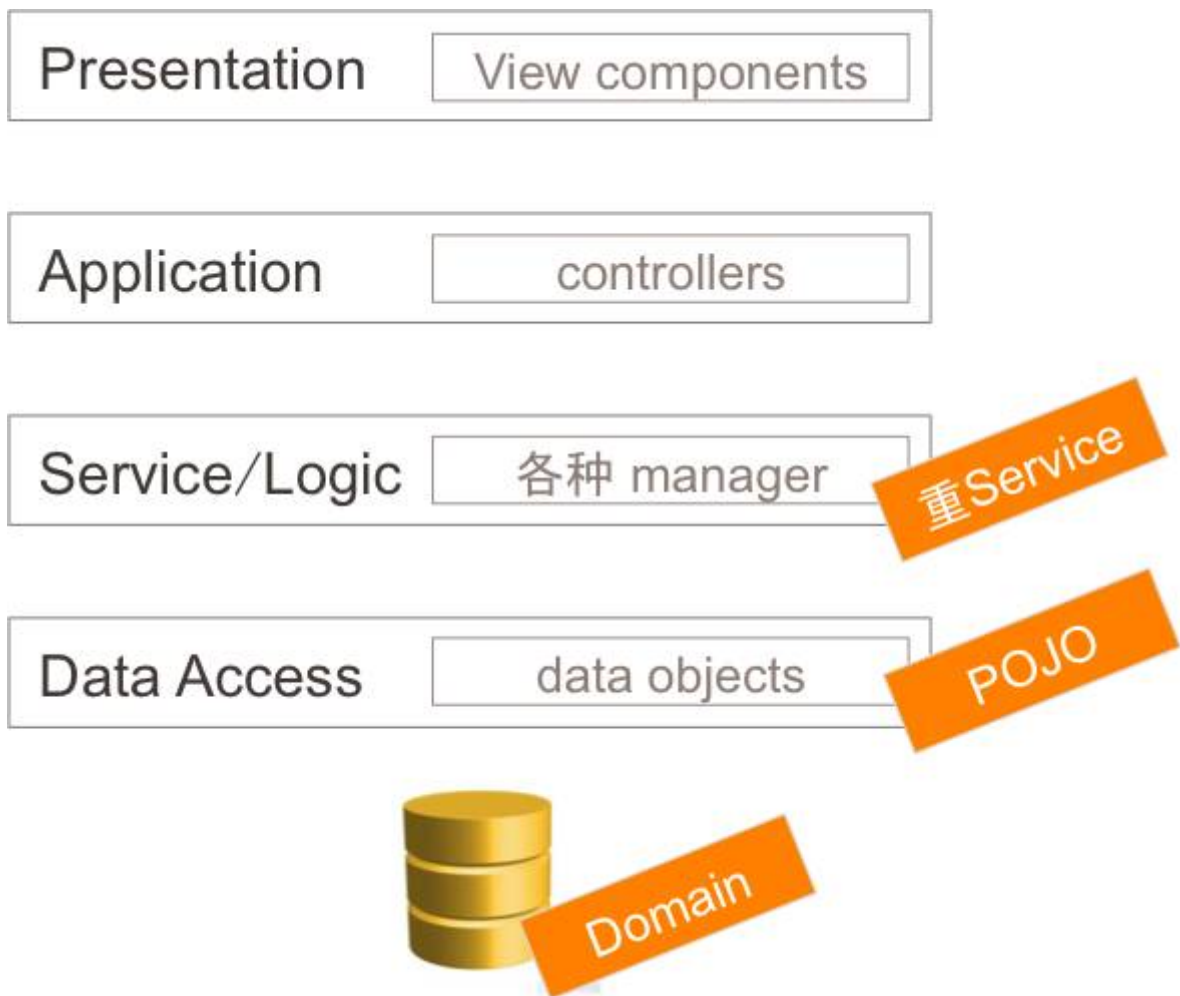 Presentation
View components
Application
controllers
Service/Logic
各种 manager
重Service
Data Access
data objects
POJO
Domain